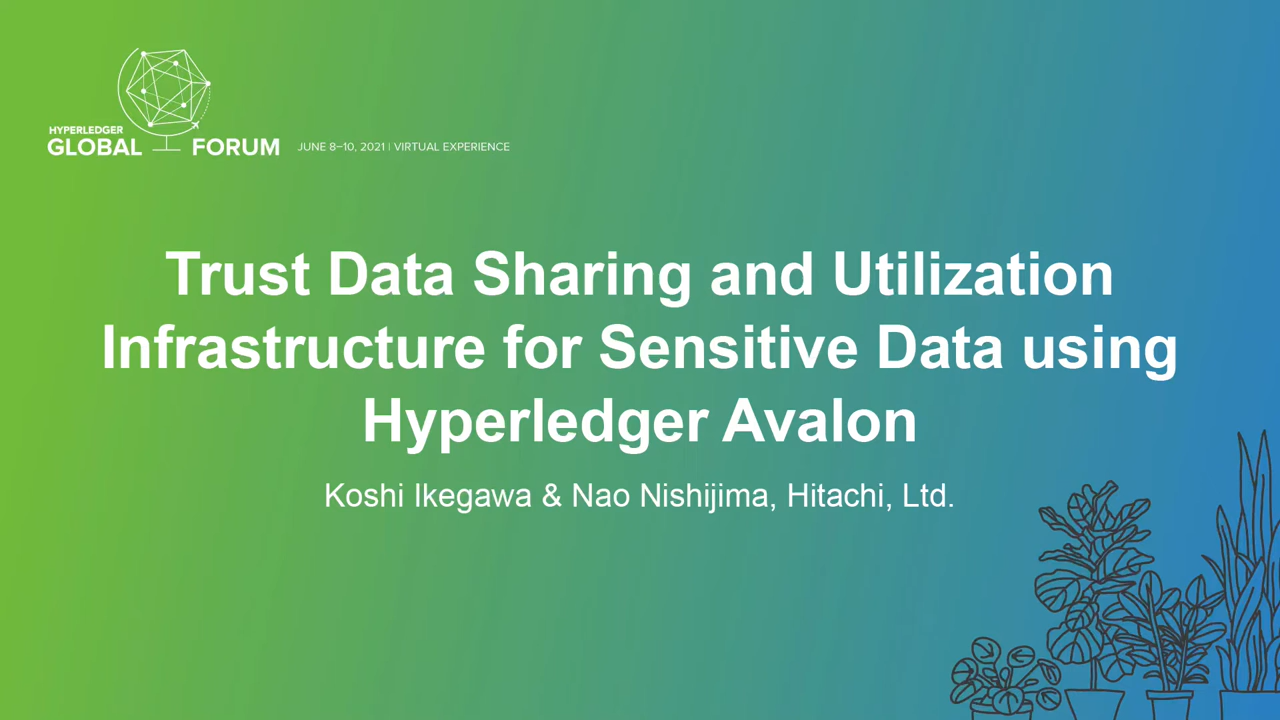 HYPERLEDGER
GLOBAL FORUM JUNE 8–10, 2021 | VIRTUAL EXPERIENCE
Trust Data Sharing and Utilization
Infrastructure for Sensitive Data using
Hyperledger Avalon
Koshi Ikegawa & Nao Nishijima, Hitachi, Ltd.